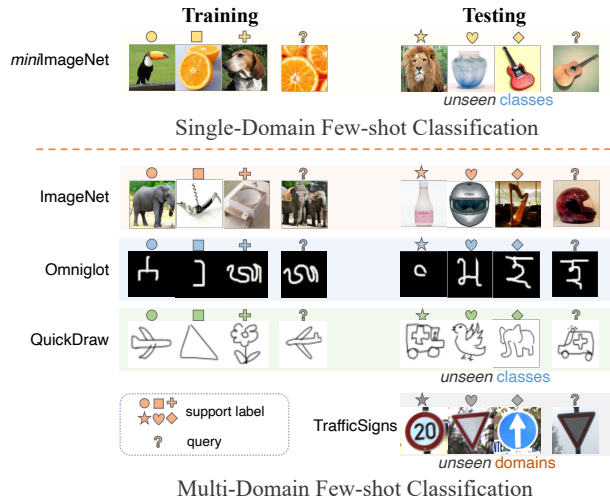 Training Testing
miniImageNet
?
?
unseen classes
Single-Domain Few-shot Classification
ImageNet
?
?
Omniglot
?
?
QuickDraw
?
?
unseen classes
support label
? query
TrafficSigns
?
20
unseen domains
Multi-Domain Few-shot Classification